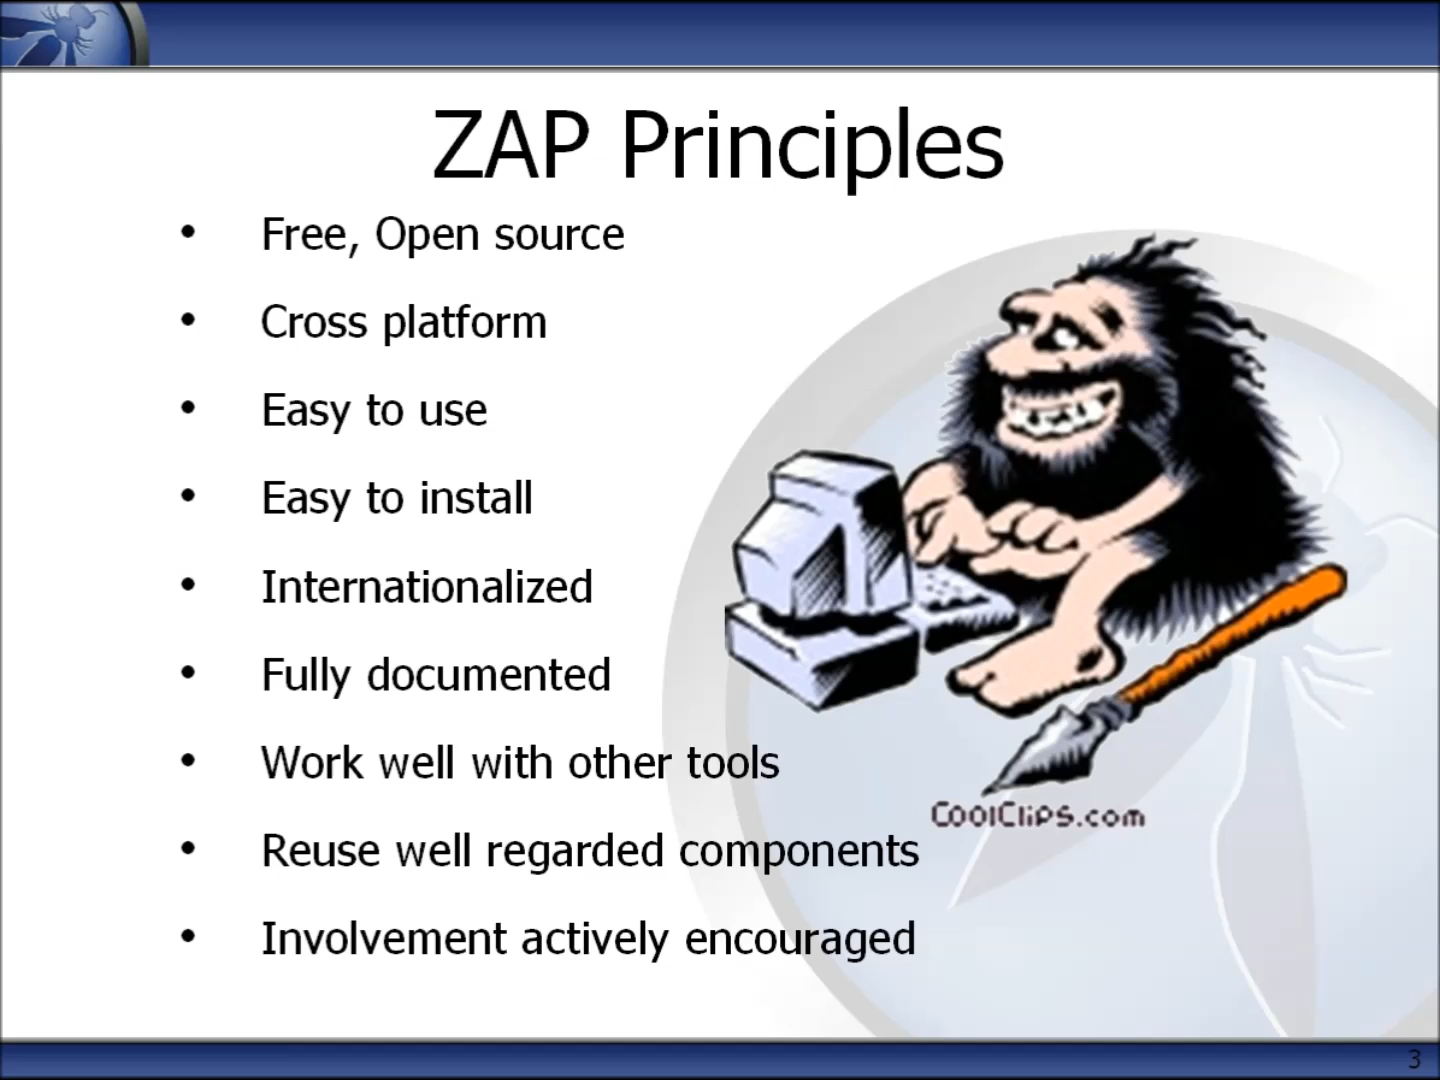 ZAP Principles
• Free, Open source
• Cross platform
• Easy to use
• Easy to install
• Internationalized
• Fully documented
• Work well with other tools
• Reuse well regarded components
• Involvement actively encouraged
CoolClips.com
3